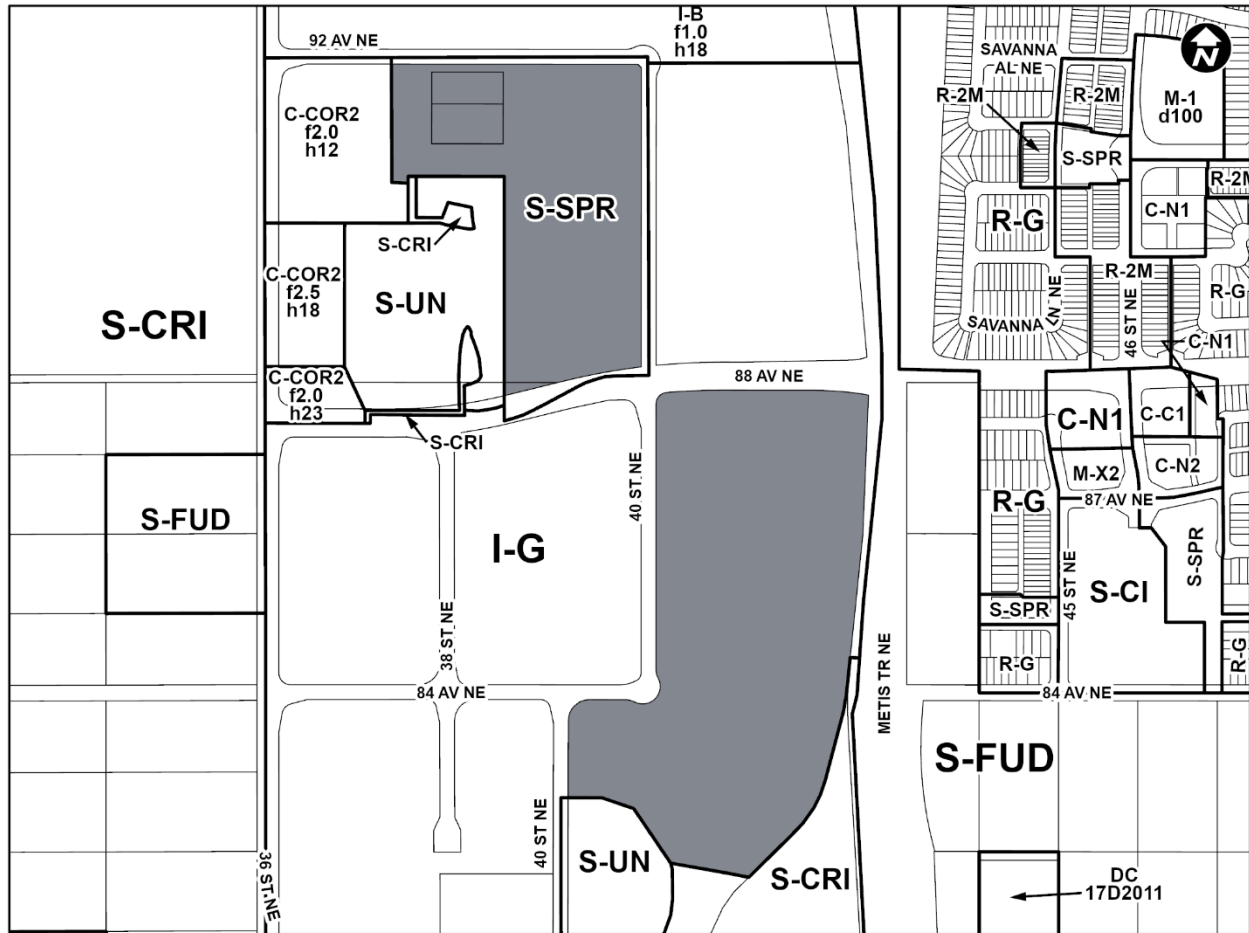 I-B
f1.0
h18
92 AV NE
SAVANNA
AL NE
N
R-2M
R-2M
M-1
d100
C-COR2
f2.0
h12
S-SPR
R-2M
S-SPR
C-N1
R-G
S-CRI
C-COR2
f2.5
h18
S-UN
R-2M
R-G
S-CRI
SAVANNA
LN NE
46 ST NE
C-N1
C-COR2
f2.0
h23
88 AV NE
C-N1
C-C1
S-CRI
M-X2
C-N2
S-FUD
40 ST NE
I-G
R-G
87 AV NE
S-SPR
45 ST NE
S-CI
S-SPR
38 ST NE
R-G
R-G
84 AV NE
84 AV NE
METIS TR NE
S-FUD
40 ST NE
36 ST NE
S-UN
S-CRI
DC
17D2011